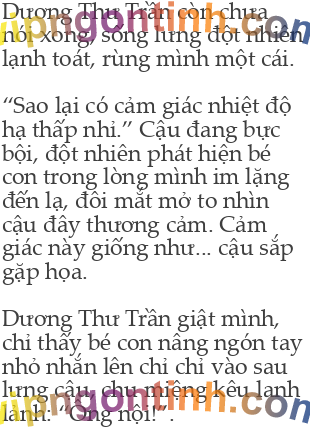 Dương Thư Trần còn chưa
nói xong, sống lưng đột nhiên
lạnh toát, rùng mình một cái.
“Sao lại có cảm giác nhiệt độ
hạ thấp nhỉ.” Cậu đang bực
bội, đột nhiên phát hiện bé
con trong lòng mình im lặng
đến lạ, đôi mắt mở to nhìn
cậu đầy thương cảm. Cảm
giác này giống như... cậu sắp
gặp họa.
Dương Thư Trần giật mình,
chỉ thấy bé con nâng ngón tay
nhỏ nhắn lên chỉ chỉ vào sau
lưng cậu, chu miệng kêu lanh
lảnh: “Ông nội!”.